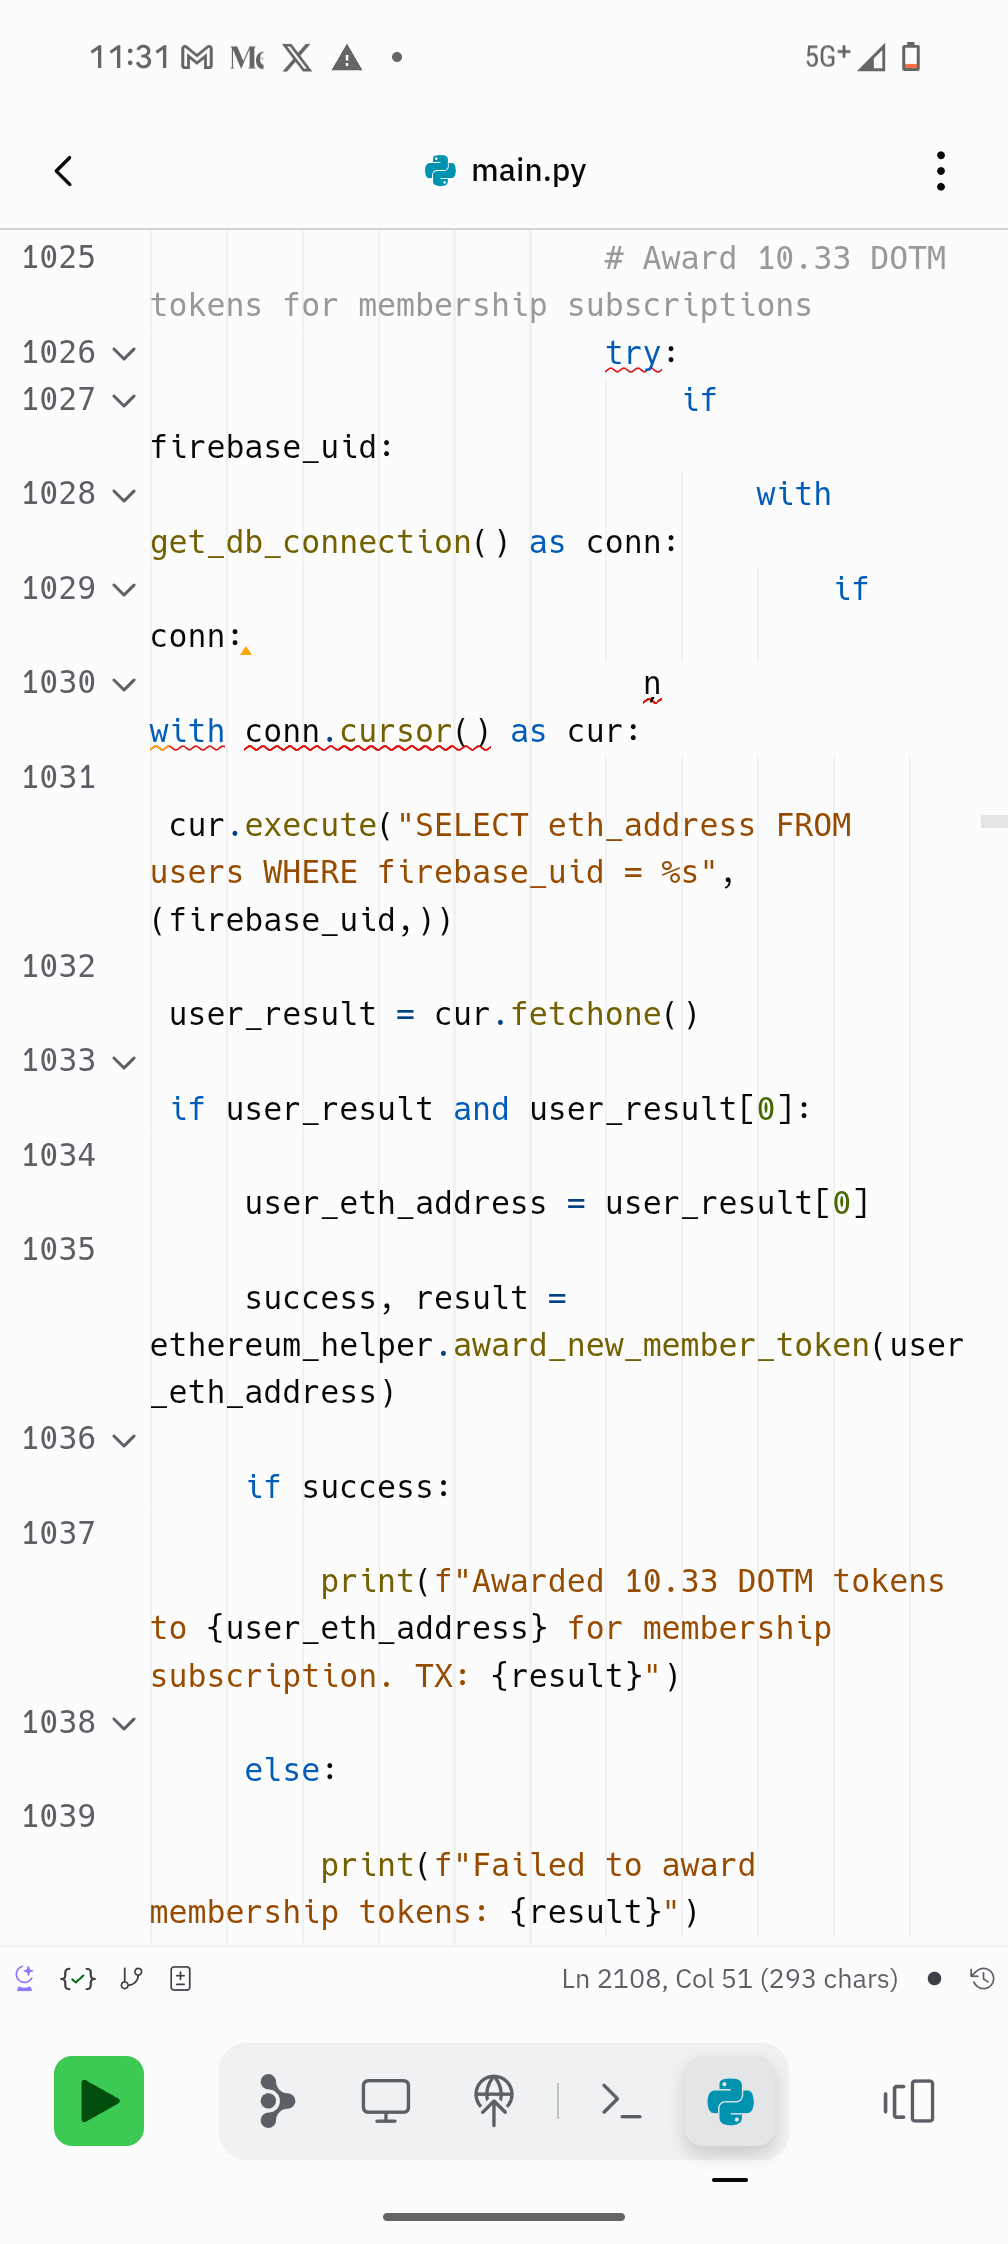 11:31
5G+
main.py
1025 # Award 10.33 DOTM
tokens for membership subscriptions
1026 try:
1027 if
firebase_uid:
1028 with
get_db_connection() as conn:
1029 if
conn:
1030 n
with conn.cursor() as cur:
1031
cur.execute("SELECT eth_address FROM
users WHERE firebase_uid = %s",
(firebase_uid,))
1032
user_result = cur.fetchone()
1033
if user_result and user_result[0]:
1034
user_eth_address = user_result[0]
1035
success, result =
ethereum_helper.award_new_member_token(user
_eth_address)
1036
if success:
1037
print(f"Awarded 10.33 DOTM tokens
to {user_eth_address} for membership
subscription. TX: {result}")
1038
else:
1039
print(f"Failed to award
membership tokens: {result}")
Ln 2108, Col 51 (293 chars)